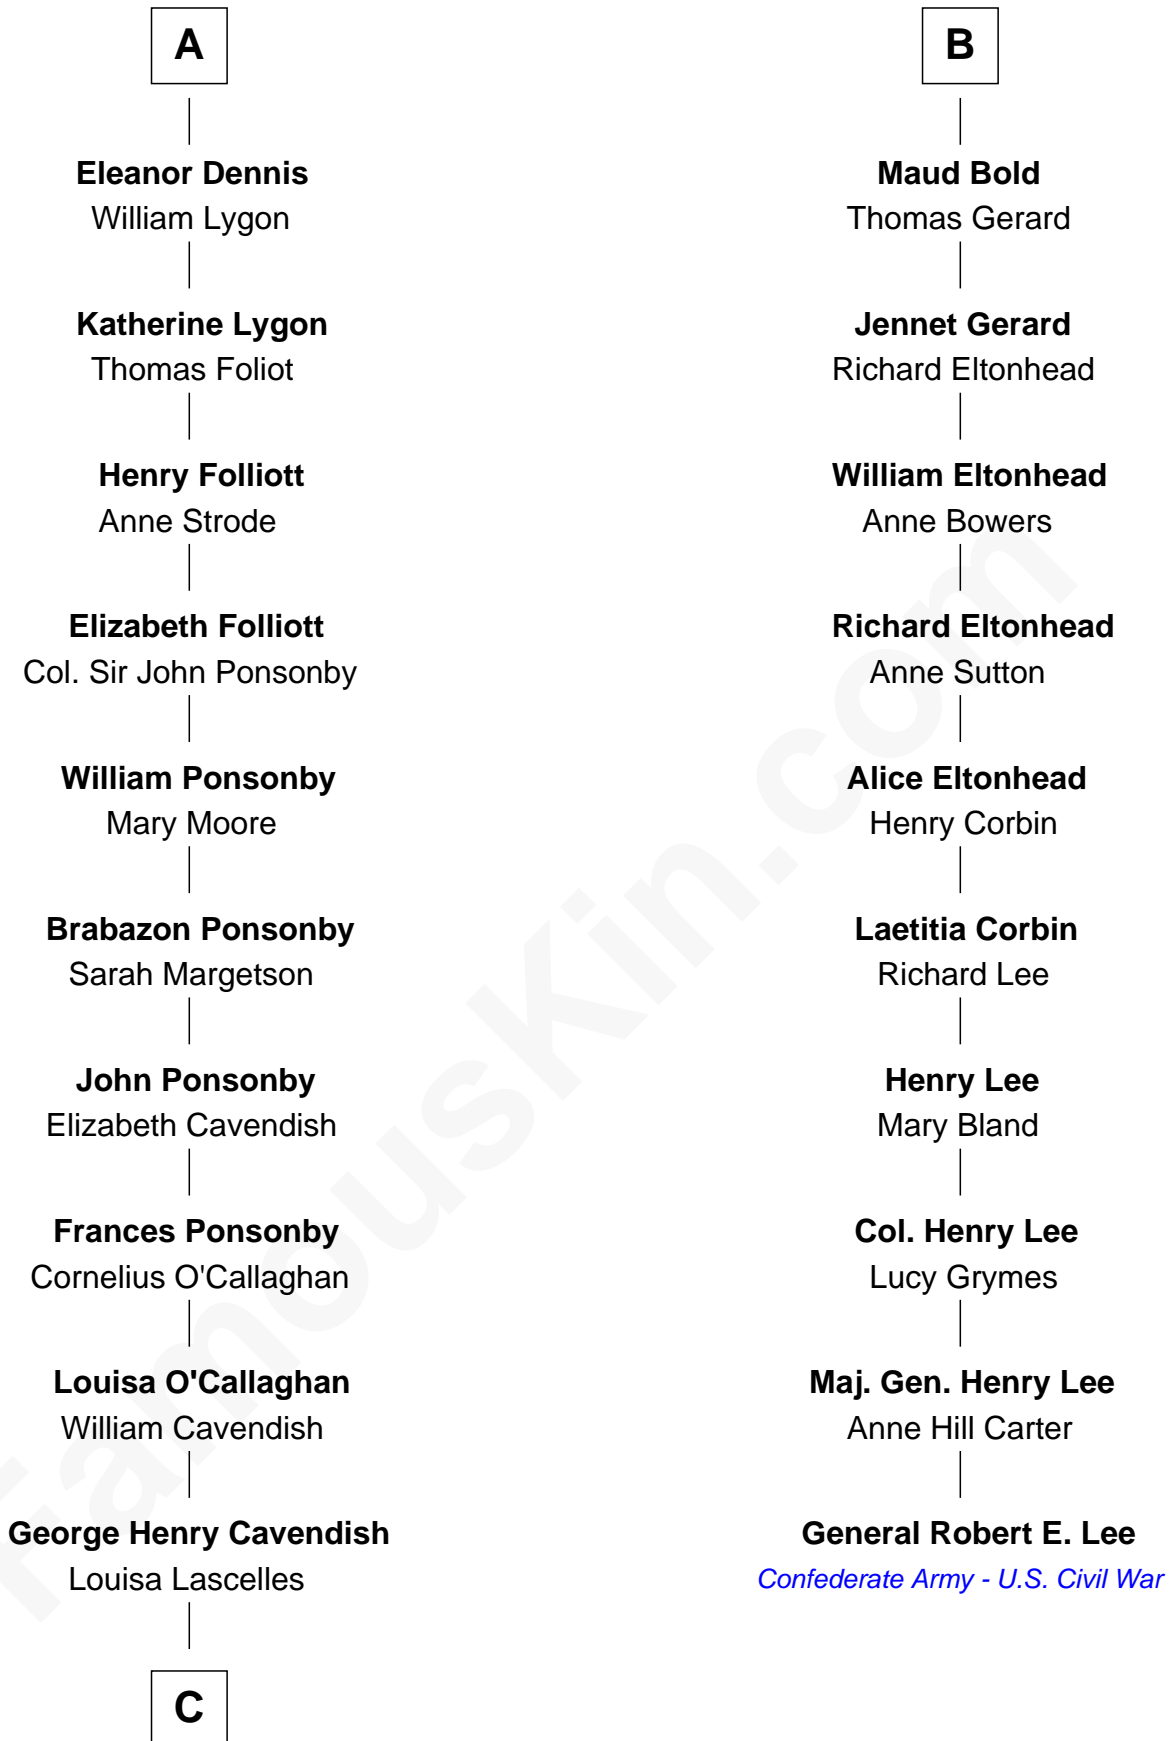 A
Eleanor Dennis
William Lygon
Katherine Lygon
Thomas Foliot
Henry Folliott
Anne Strode
Elizabeth Folliott
Col. Sir John Ponsonby
William Ponsonby
Mary Moore
Brabazon Ponsonby
Sarah Margetson
John Ponsonby
Elizabeth Cavendish
Frances Ponsonby
Cornelius O'Callaghan
Louisa O'Callaghan
William Cavendish
George Henry Cavendish
Louisa Lascelles
C
B
Maud Bold
Thomas Gerard
Jennet Gerard
Richard Eltonhead
William Eltonhead
Anne Bowers
Richard Eltonhead
Anne Sutton
Alice Eltonhead
Henry Corbin
Laetitia Corbin
Richard Lee
Henry Lee
Mary Bland
Col. Henry Lee
Lucy Grymes
Maj. Gen. Henry Lee
Anne Hill Carter
General Robert E. Lee
Confederate Army - U.S. Civil War
FamousKin.com